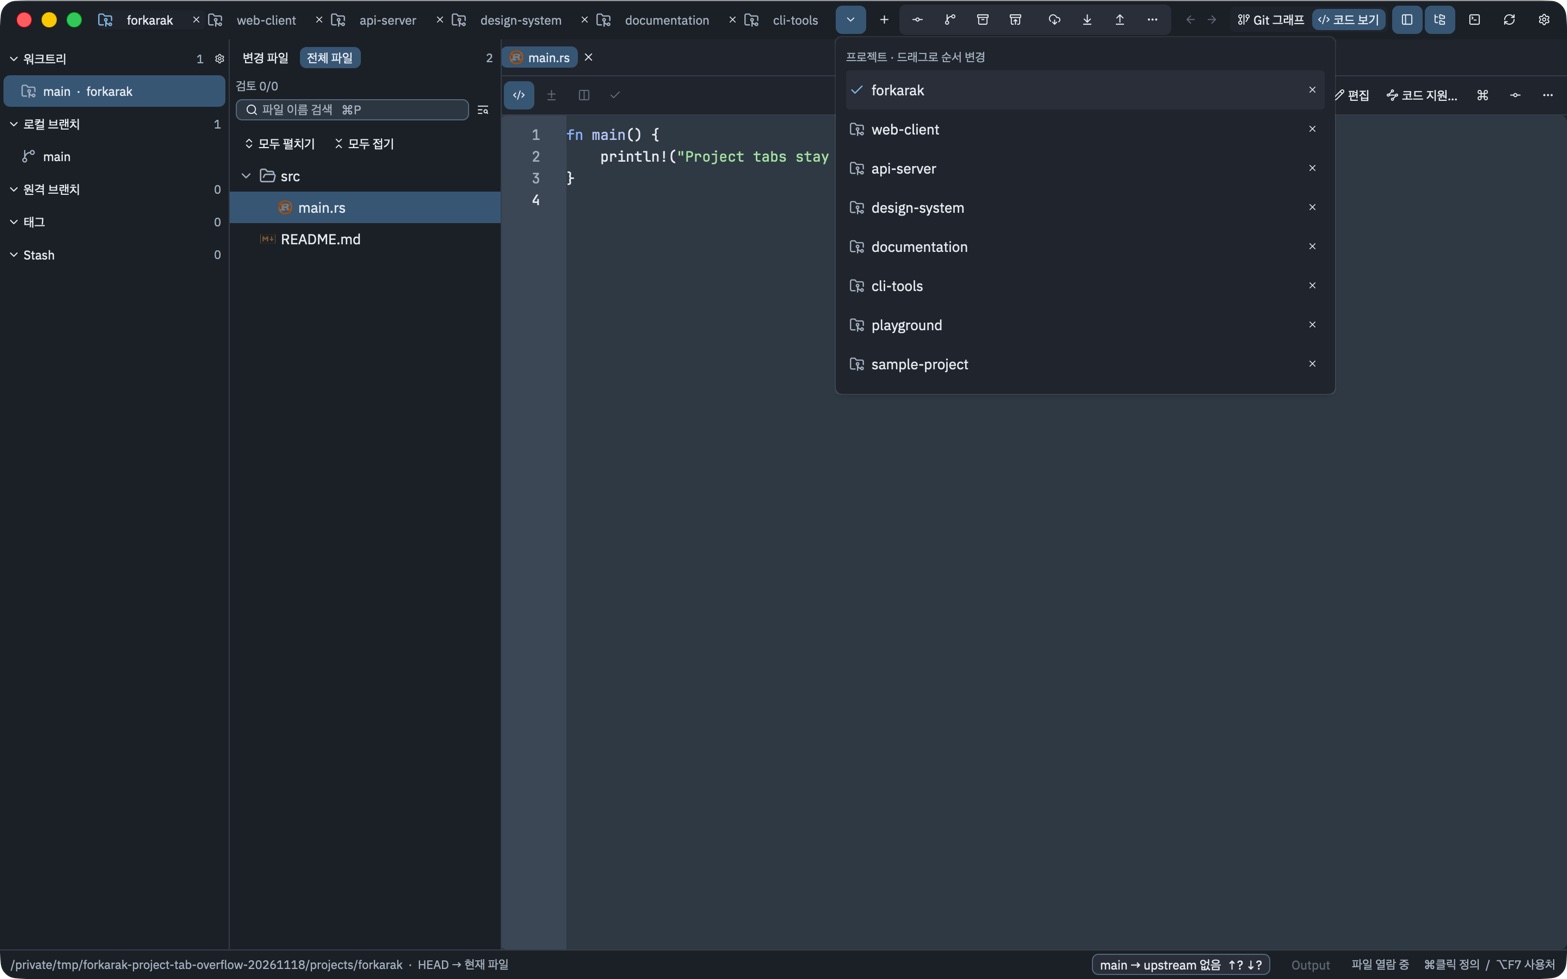 forkarak
web-client
api-server
design-system
documentation
cli-tools
Git 그래프
</> 코드 보기
워크트리 1
main · forkarak
로컬 브랜치 1
main
원격 브랜치 0
태그 0
Stash 0
변경 파일 전체 파일 2
검토 0/0
파일 이름 검색 ⌘P
모두 펼치기 모두 접기
src
main.rs
README.md
main.rs
편집 코드 지원...
1 fn main() {
2 println!("Project tabs stay
3 }
4
프로젝트 · 드래그로 순서 변경
forkarak
web-client
api-server
design-system
documentation
cli-tools
playground
sample-project
/private/tmp/forkarak-project-tab-overflow-20261118/projects/forkarak · HEAD → 현재 파일
main → upstream 없음 ↑? ↓?
Output
파일 열람 중
⌘클릭 정의 / ⌥F7 사용처